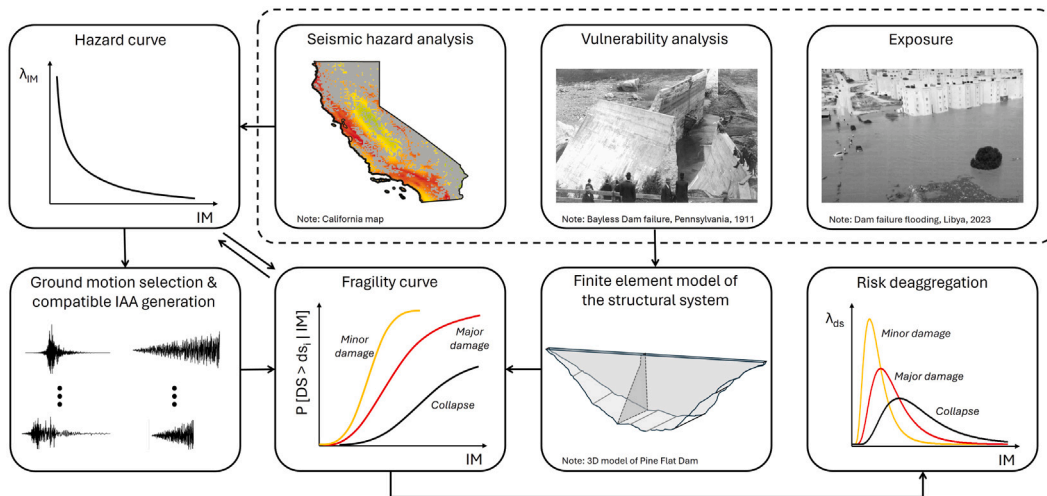 Hazard curve
λIM
IM
Seismic hazard analysis
Note: California map
Vulnerability analysis
Note: Bayless Dam failure, Pennsylvania, 1911
Exposure
Note: Dam failure flooding, Libya, 2023
Ground motion selection &
compatible IAA generation
Fragility curve
P [DS > dsi | IM]
Minor
damage
Major
damage
Collapse
IM
Finite element model of
the structural system
Note: 3D model of Pine Flat Dam
Risk deaggregation
λds
Minor damage
Major damage
Collapse
IM